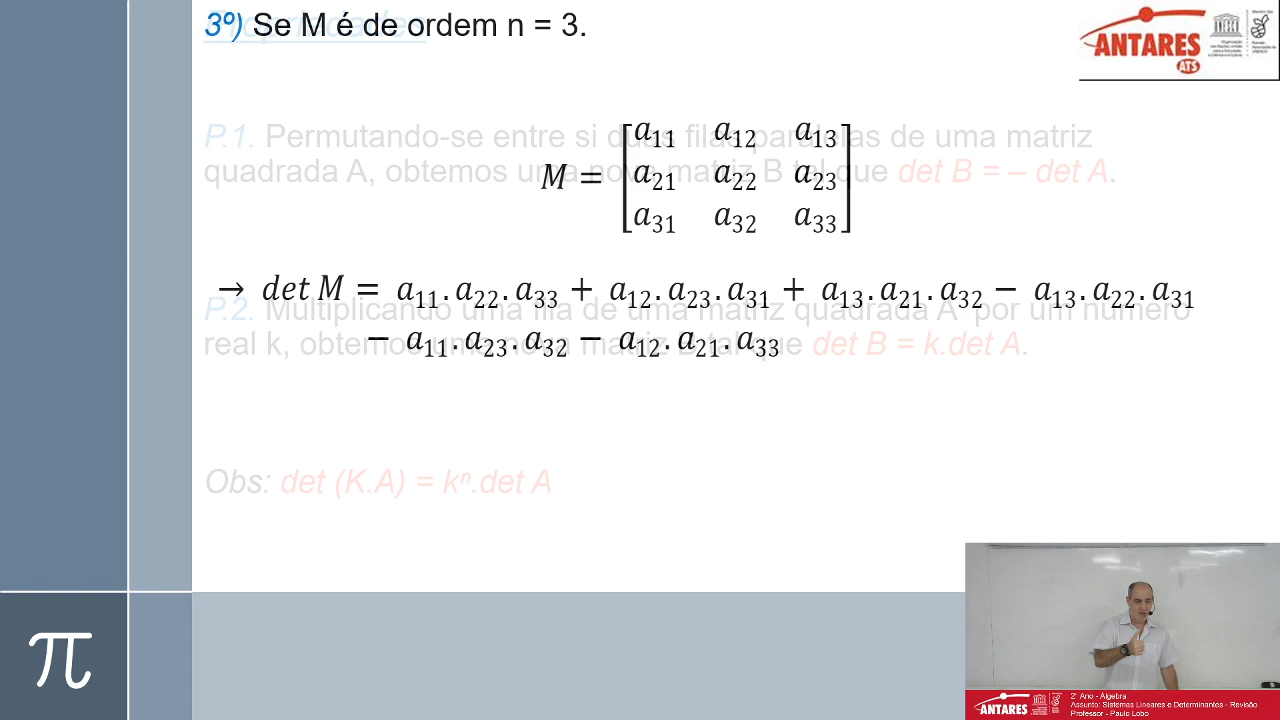 3º) Se M é de ordem n = 3.
ANTARES
ATS
P.1. Permutando-se entre si duas filas paralelas de uma matriz
quadrada A, obtemos uma nova matriz B tal que det B = – det A.
M = [a11 a12 a13
a21 a22 a23
a31 a32 a33]
→ det M = a11.a22.a33 + a12.a23.a31 + a13.a21.a32 − a13.a22.a31
− a11.a23.a32 − a12.a21.a33
P.2. Multiplicando uma fila de uma matriz quadrada A por um número
real k, obtemos uma nova matriz B tal que det B = k.det A.
Obs: det (K.A) = kⁿ.det A
π
ANTARES
2º Ano - Álgebra
Assunto: Sistemas Lineares e Determinantes - Revisão
Professor - Paulo Lobo